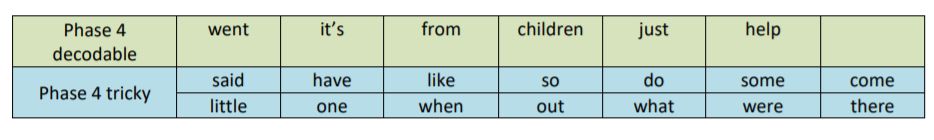 Phase 4 decodable went it's from children just help
Phase 4 tricky said have like so do some come
little one when out what were there